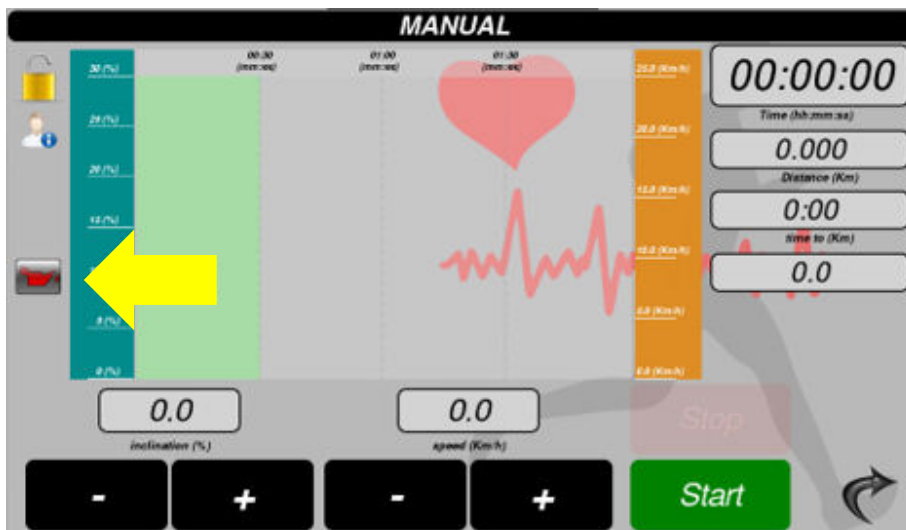 MANUAL
00:30 01:00 01:30
(mm:ss) (mm:ss) (mm:ss)
30 (%)
25 (%)
20 (%)
15 (%)
5 (%)
0 (%)
25.0 (Km/h)
20.0 (Km/h)
15.0 (Km/h)
10.0 (Km/h)
5.0 (Km/h)
0.0 (Km/h)
00:00:00
Time (hh:mm:ss)
0.000
Distance (Km)
0:00
time to (Km)
0.0
0.0
inclination (%)
0.0
speed (Km/h)
Stop
- + - + Start